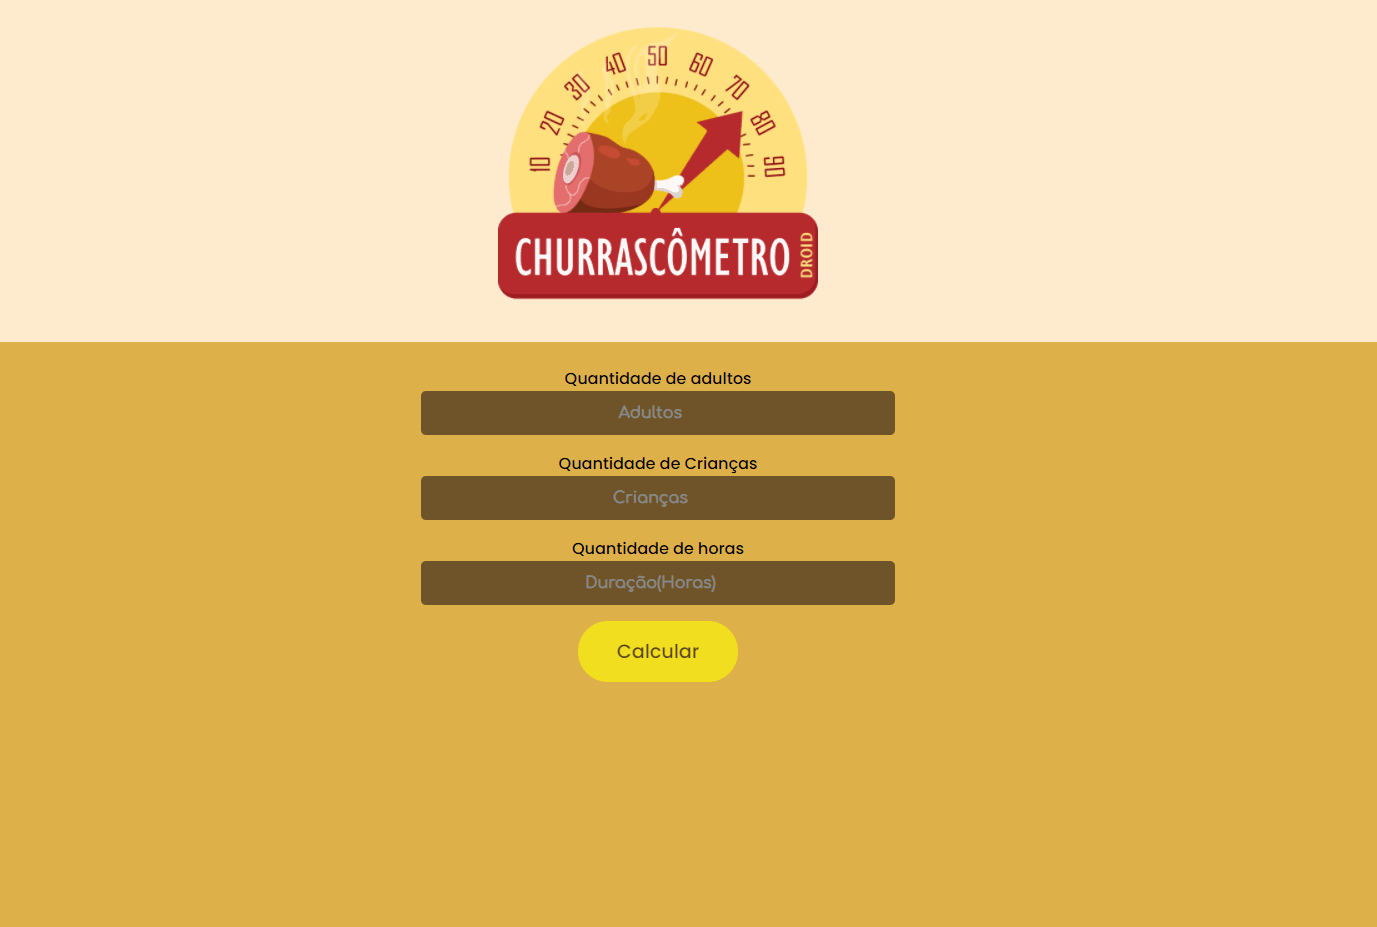 10 20 30 40 50 60 70 80 90
CHURRASCÔMETRO DROID
Quantidade de adultos
Adultos
Quantidade de Crianças
Crianças
Quantidade de horas
Duração(Horas)
Calcular